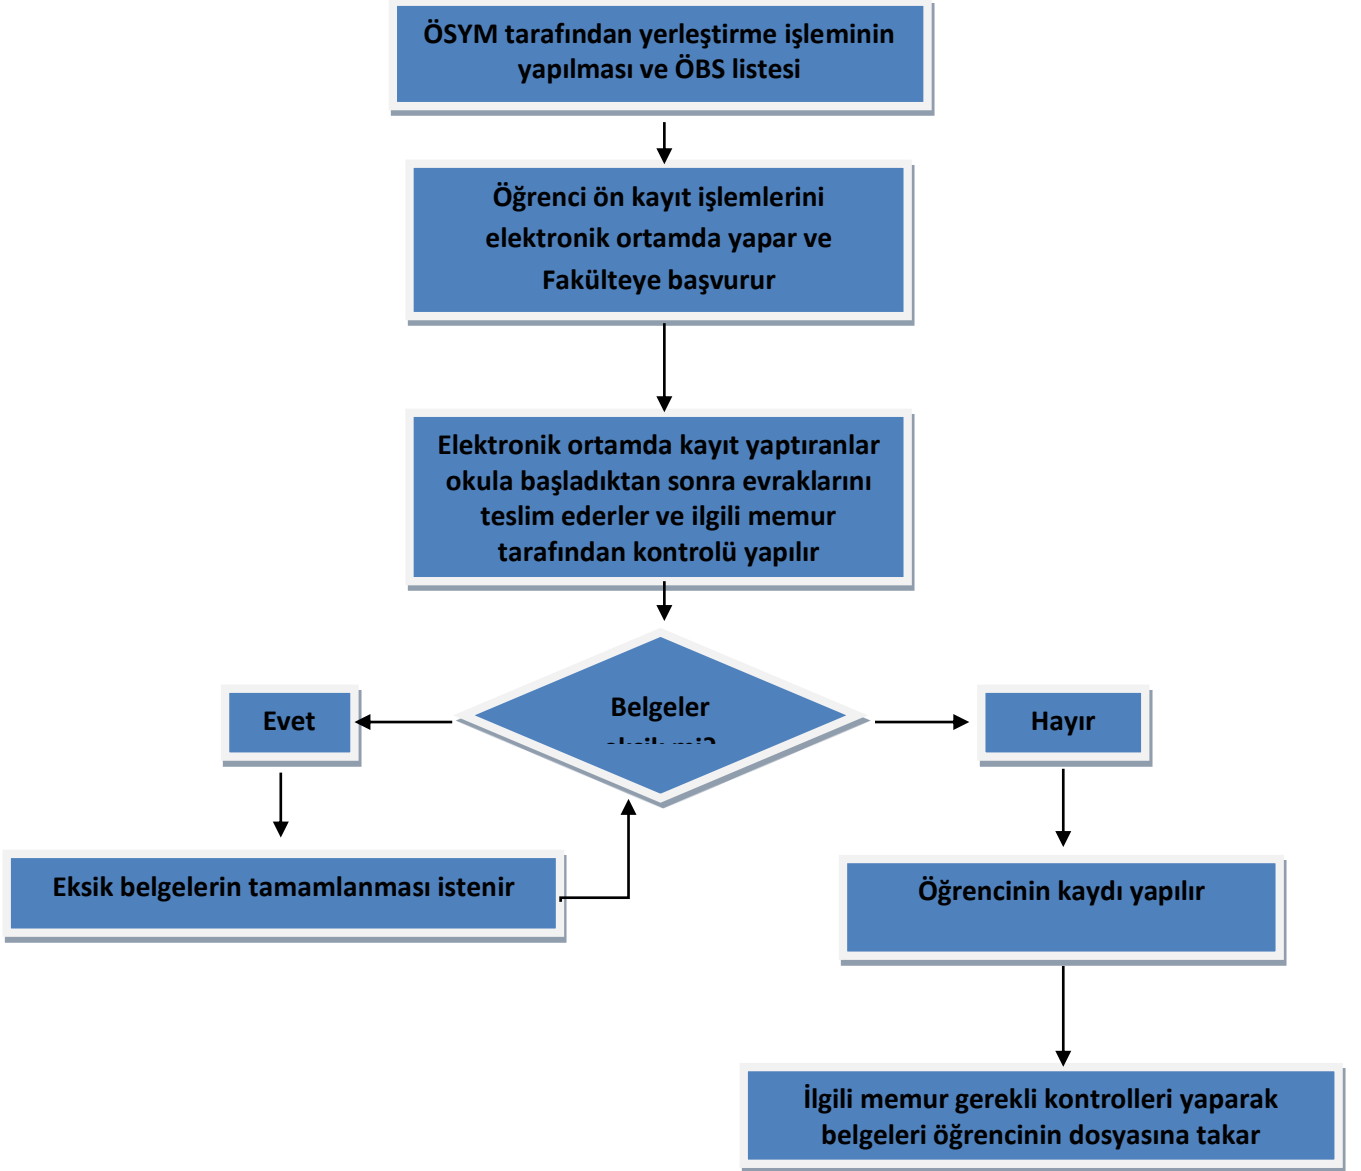 ÖSYM tarafından yerleştirme işleminin
yapılması ve ÖBS listesi
Öğrenci ön kayıt işlemlerini
elektronik ortamda yapar ve
Fakülteye başvurur
Elektronik ortamda kayıt yaptıranlar
okula başladıktan sonra evraklarını
teslim ederler ve ilgili memur
tarafından kontrolü yapılır
Belgeler
eksik mi?
Evet
Hayır
Eksik belgelerin tamamlanması istenir
Öğrencinin kaydı yapılır
İlgili memur gerekli kontrolleri yaparak
belgeleri öğrencinin dosyasına takar